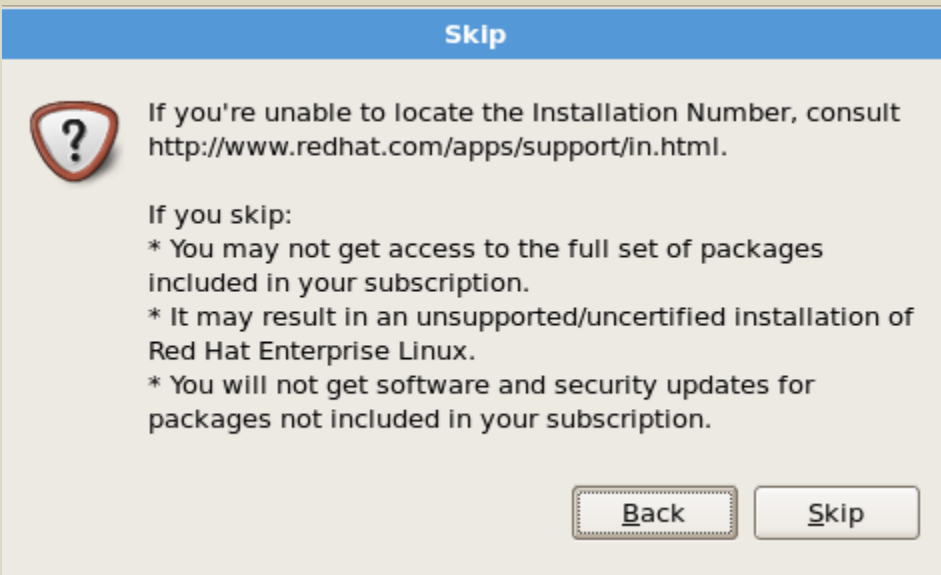 Skip
If you're unable to locate the Installation Number, consult
http://www.redhat.com/apps/support/in.html.
If you skip:
* You may not get access to the full set of packages
included in your subscription.
* It may result in an unsupported/uncertified installation of
Red Hat Enterprise Linux.
* You will not get software and security updates for
packages not included in your subscription.
Back Skip